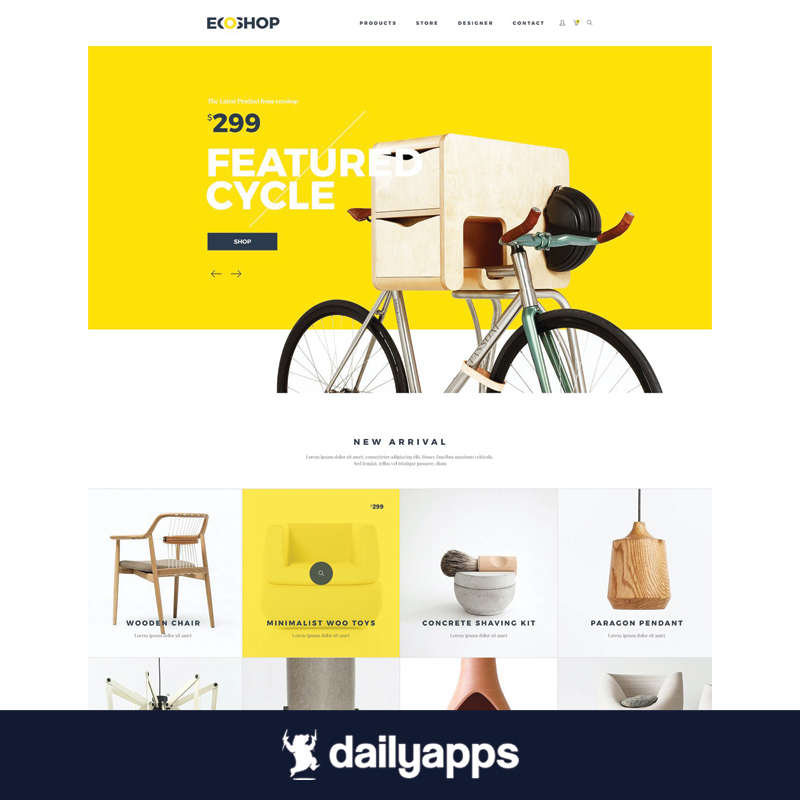 ECOSHOP
PRODUCTS STORE DESIGNER CONTACT
The Latest Product from ecoshop
$299
FEATURED
CYCLE
SHOP
NEW ARRIVAL
Lorem ipsum dolor sit amet, consectetur adipiscing elit. Donec faucibus maximus vehicula.
Sed feugiat, tellus vel tristique posuere, diam
$299
WOODEN CHAIR
Lorem ipsum dolor sit amet
MINIMALIST WOO TOYS
Lorem ipsum dolor sit amet
CONCRETE SHAVING KIT
Lorem ipsum dolor sit amet
PARAGON PENDANT
Lorem ipsum dolor sit amet
dailyapps